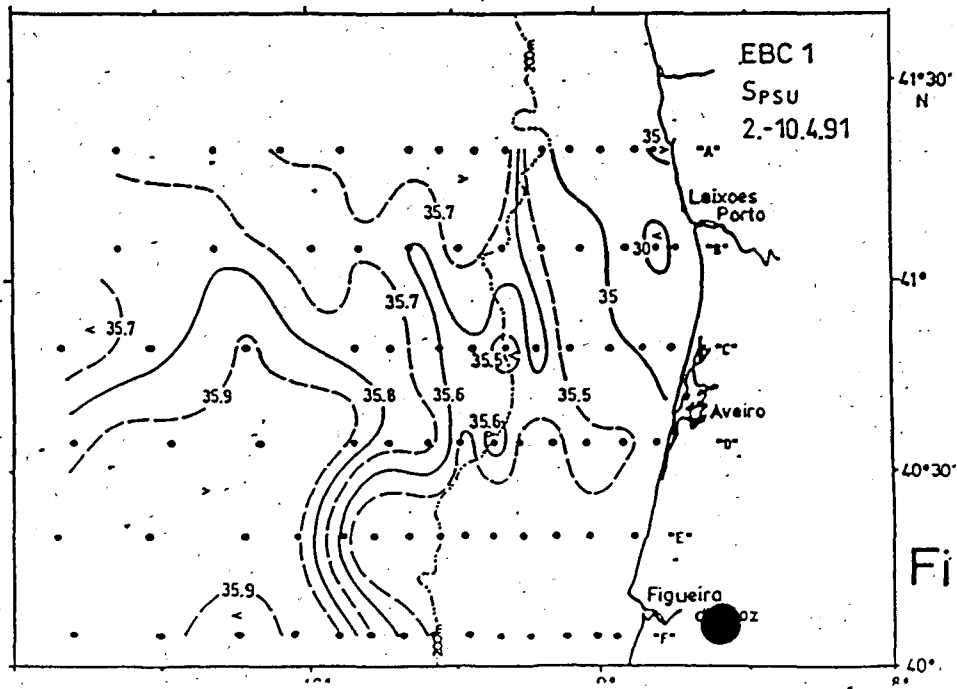 EBC 1
SPSU
2.-10.4.91
41°30'
N
200m
35
"A"
Leixoes
Porto
35.7
30
"B"
41°
35.7
35.7
35
35.5
"C"
35.9
35.8
35.6
35.5
35.6
Aveiro
"D"
40°30'
"E"
Fi
35.9
Figueira
"F"
200m
40°